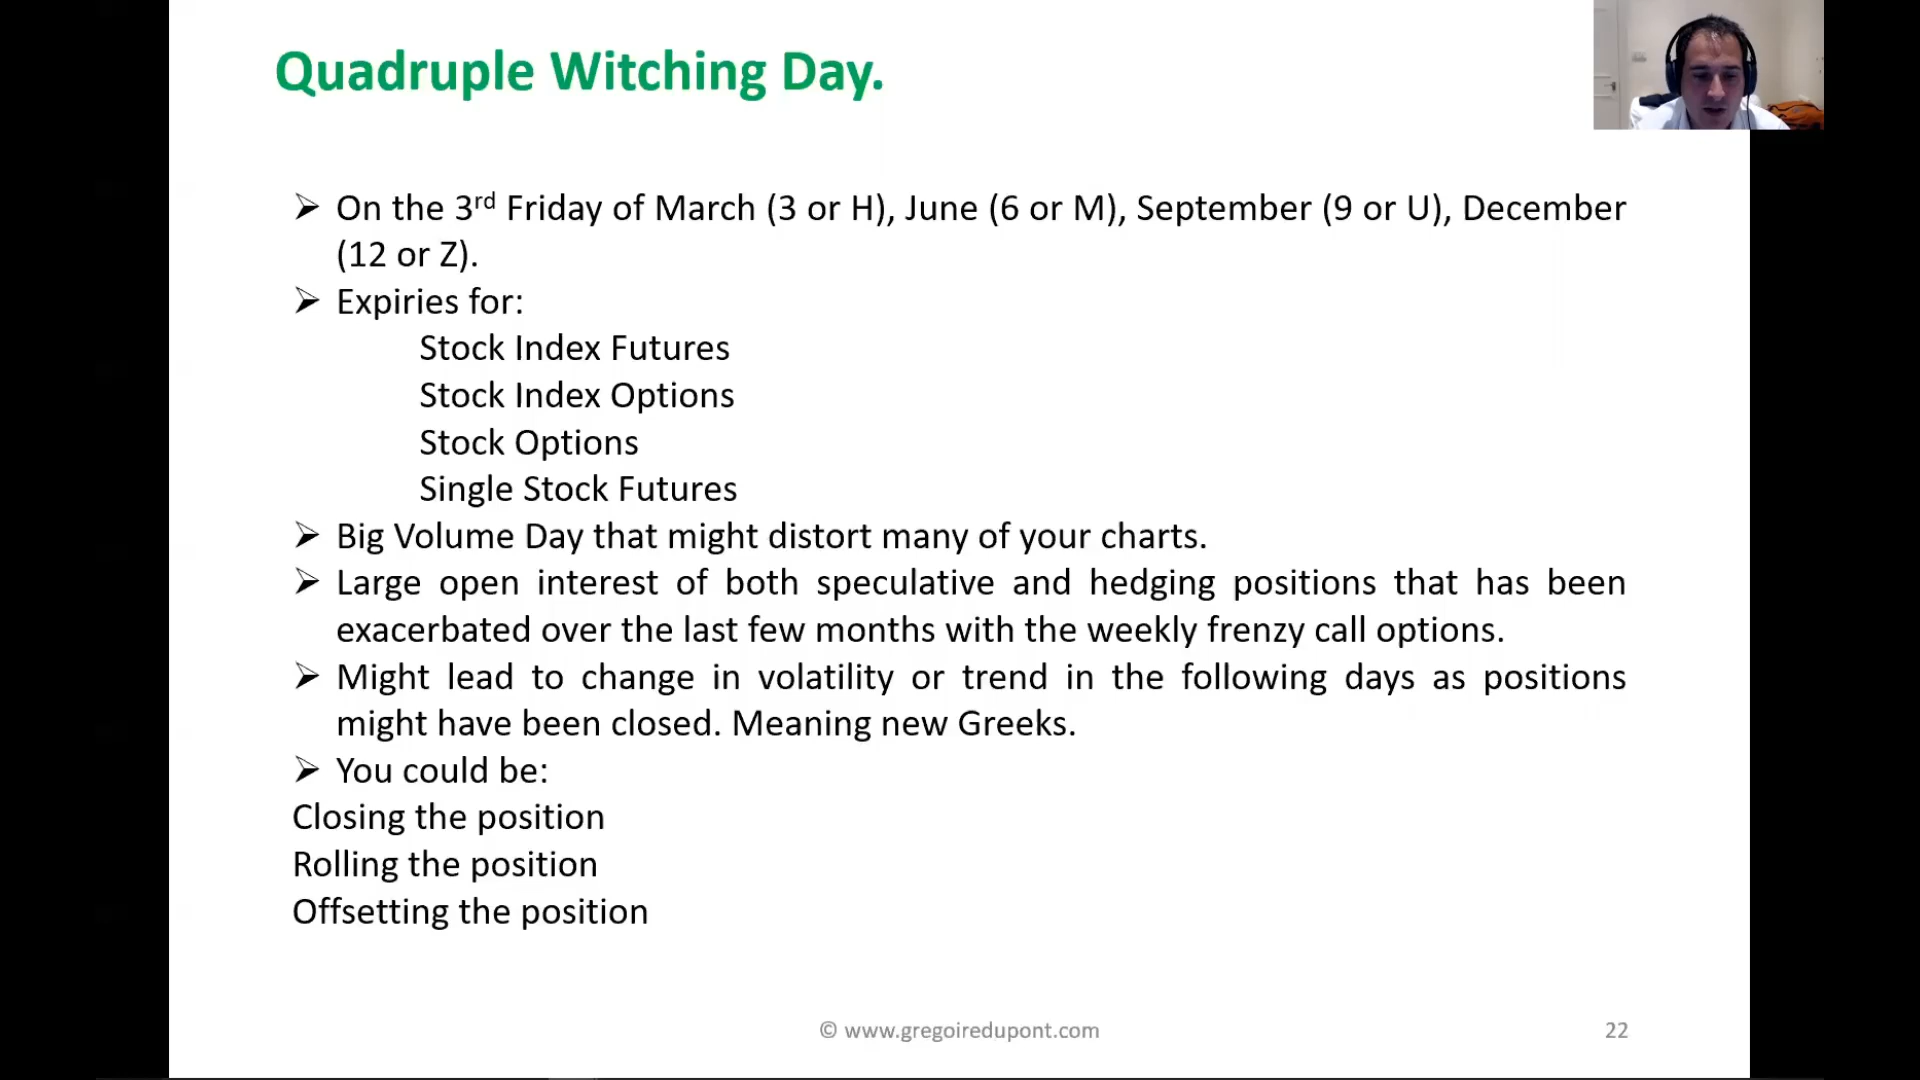 Quadruple Witching Day.
➢ On the 3rd Friday of March (3 or H), June (6 or M), September (9 or U), December
(12 or Z).
➢ Expiries for:
Stock Index Futures
Stock Index Options
Stock Options
Single Stock Futures
➢ Big Volume Day that might distort many of your charts.
➢ Large open interest of both speculative and hedging positions that has been
exacerbated over the last few months with the weekly frenzy call options.
➢ Might lead to change in volatility or trend in the following days as positions
might have been closed. Meaning new Greeks.
➢ You could be:
Closing the position
Rolling the position
Offsetting the position
© www.gregoiredupont.com
22